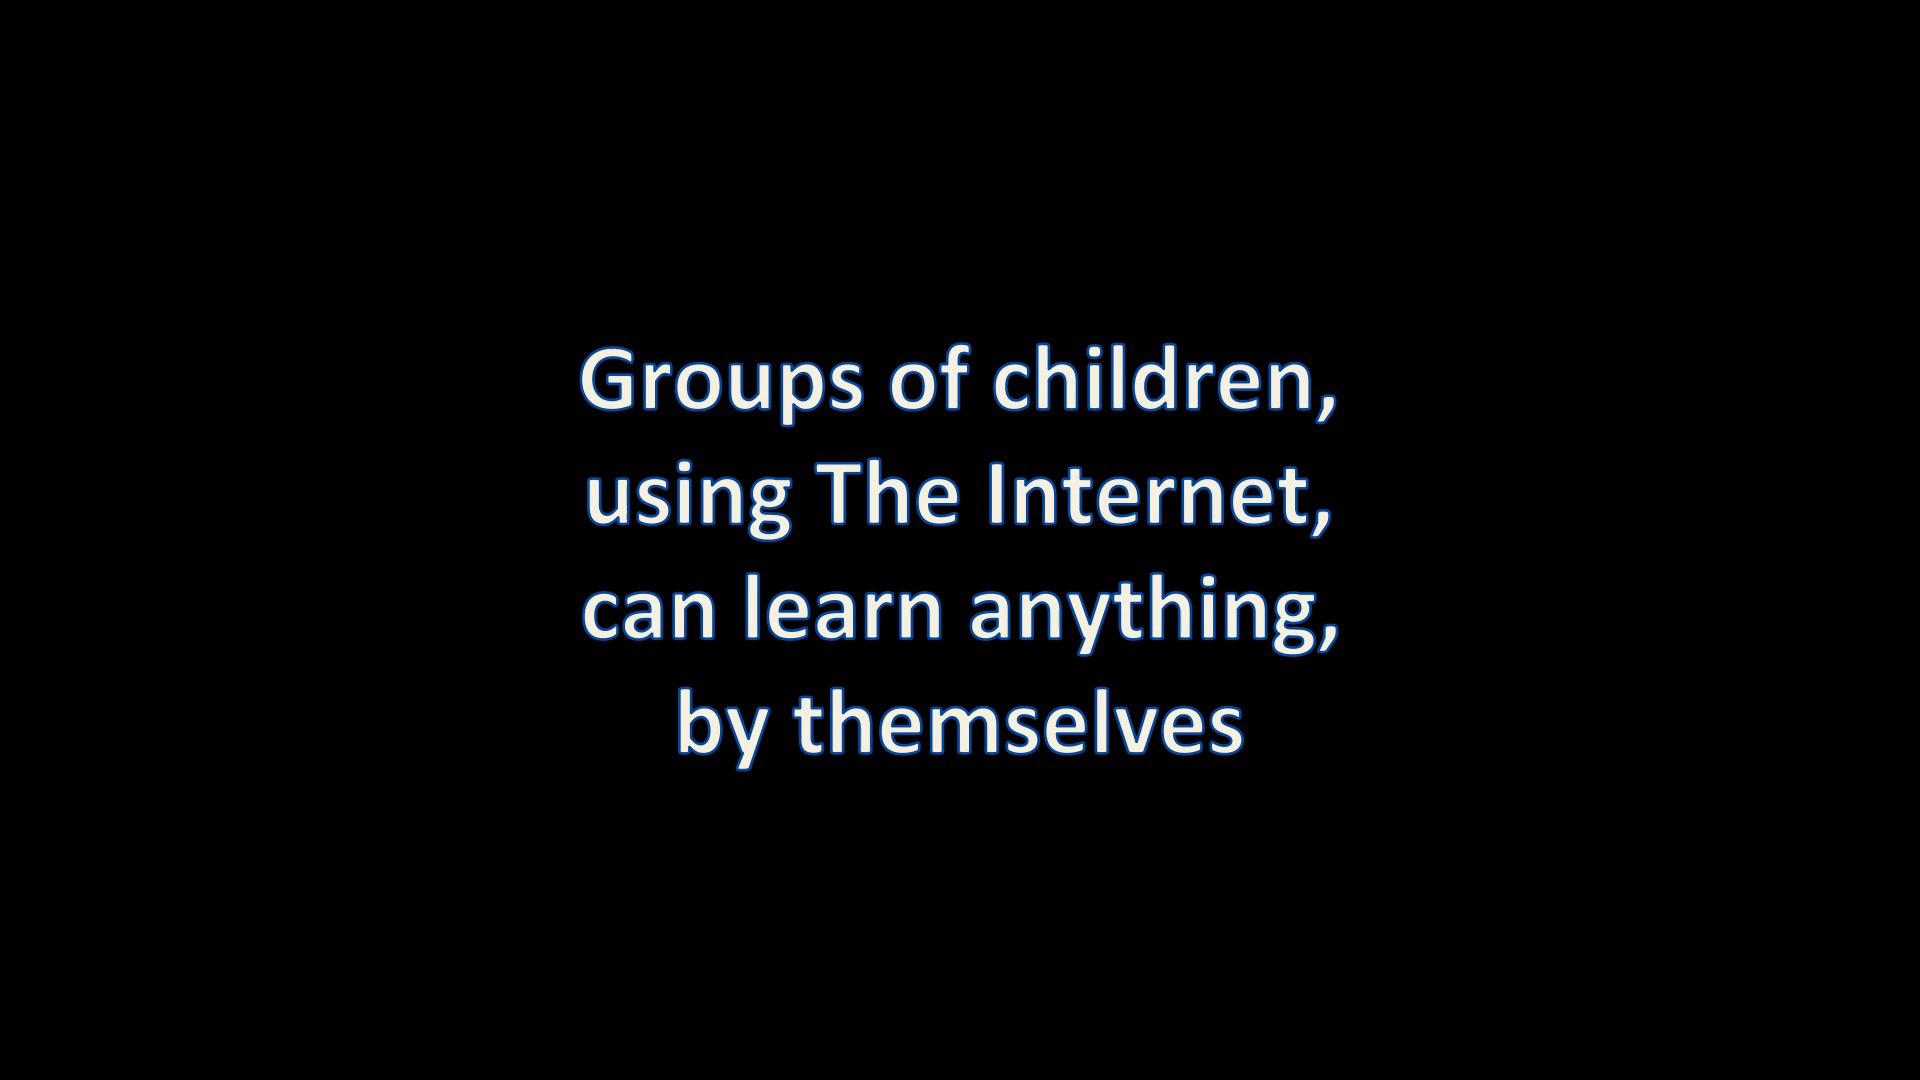 Groups of children,
using The Internet,
can learn anything,
by themselves